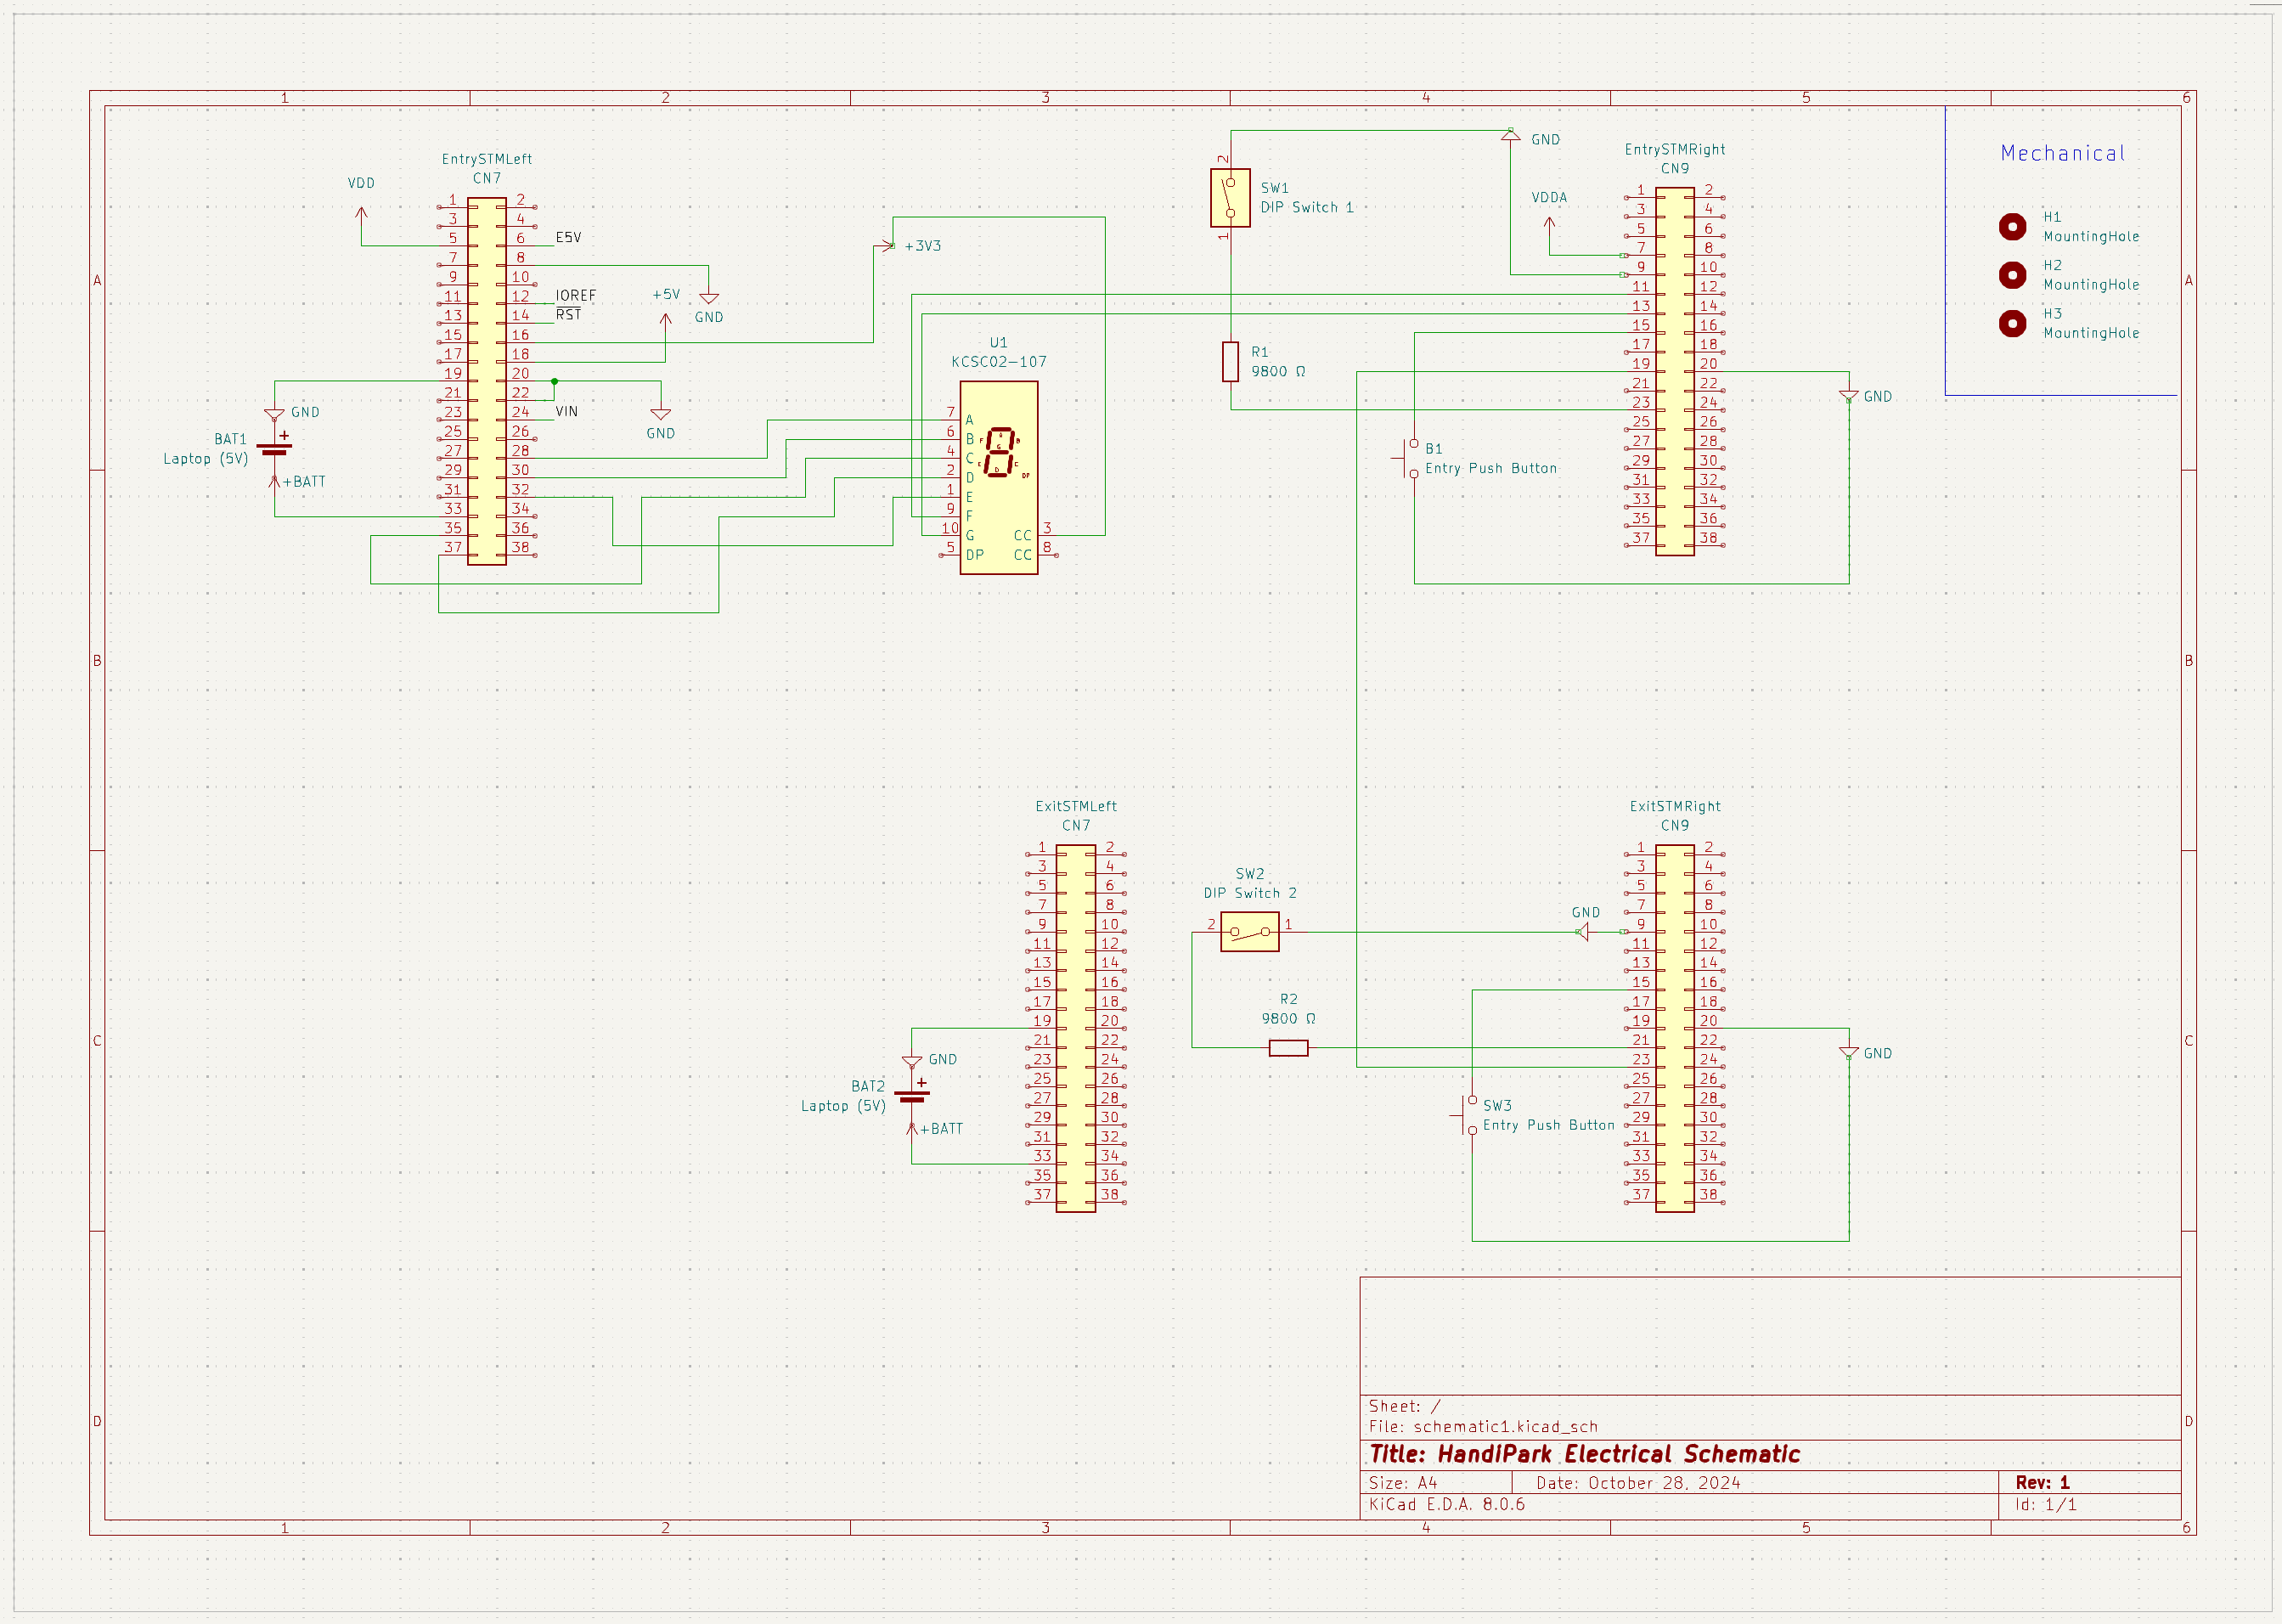 1 2 3 4 5 6
A
B
C
D
A
B
C
D
EntrySTMLeft
CN7
VDD
1 2
3 4
5 6 E5V
7 8
9 10
11 12 IOREF
13 14 RST
15 16
17 18
19 20
21 22
23 24 VIN
25 26
27 28
29 30
31 32
33 34
35 36
37 38
GND
+5V
GND
GND
BAT1
Laptop (5V)
+
+BATT
+3V3
U1
KCSC02-107
7 A
6 B
4 C
2 D
1 E
9 F
10 G CC 3
5 DP CC 8
A
F B
G
E C
D
DP
2
SW1
DIP Switch 1
1
R1
9800 Ω
GND
VDDA
EntrySTMRight
CN9
1 2
3 4
5 6
7 8
9 10
11 12
13 14
15 16
17 18
19 20
21 22
23 24
25 26
27 28
29 30
31 32
33 34
35 36
37 38
GND
B1
Entry Push Button
Mechanical
H1
MountingHole
H2
MountingHole
H3
MountingHole
ExitSTMLeft
CN7
1 2
3 4
5 6
7 8
9 10
11 12
13 14
15 16
17 18
19 20
21 22
23 24
25 26
27 28
29 30
31 32
33 34
35 36
37 38
GND
BAT2
Laptop (5V)
+
+BATT
SW2
DIP Switch 2
2 1
R2
9800 Ω
GND
ExitSTMRight
CN9
1 2
3 4
5 6
7 8
9 10
11 12
13 14
15 16
17 18
19 20
21 22
23 24
25 26
27 28
29 30
31 32
33 34
35 36
37 38
GND
SW3
Entry Push Button
Sheet: /
File: schematic1.kicad_sch
Title: HandiPark Electrical Schematic
Size: A4 Date: October 28, 2024 Rev: 1
KiCad E.D.A. 8.0.6 Id: 1/1
1 2 3 4 5 6